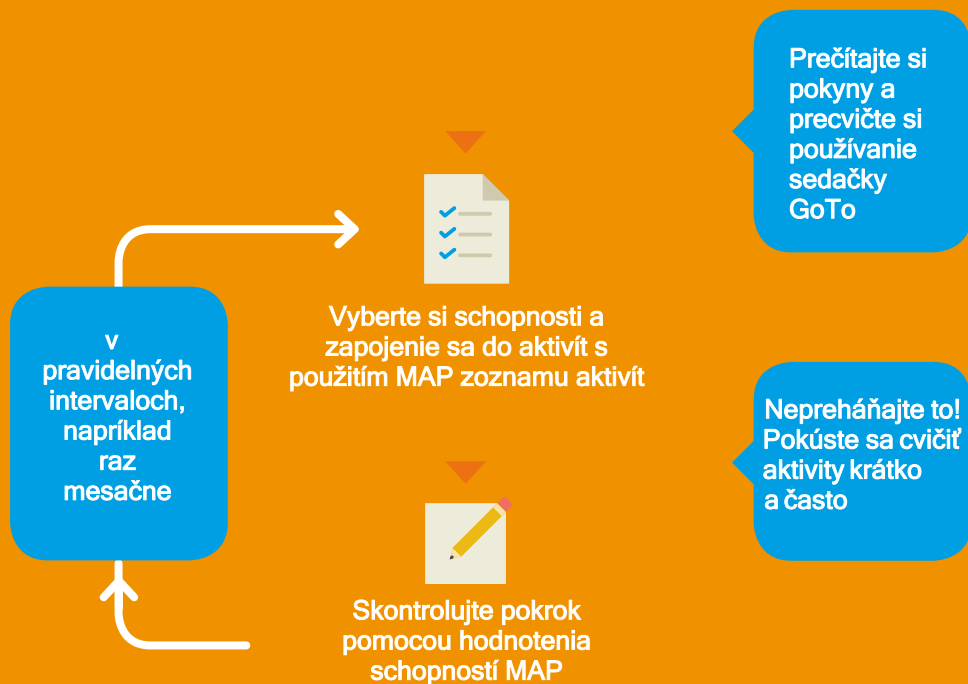 Prečítajte si
pokyny a
precvičte si
používanie
sedačky
GoTo
Vyberte si schopnosti a
zapojenie sa do aktivít s
použitím MAP zoznamu aktivít
v
pravidelných
intervaloch,
napríklad
raz
mesačne
Nepreháňajte to!
Pokúste sa cvičiť
aktivity krátko
a často
Skontrolujte pokrok
pomocou hodnotenia
schopností MAP